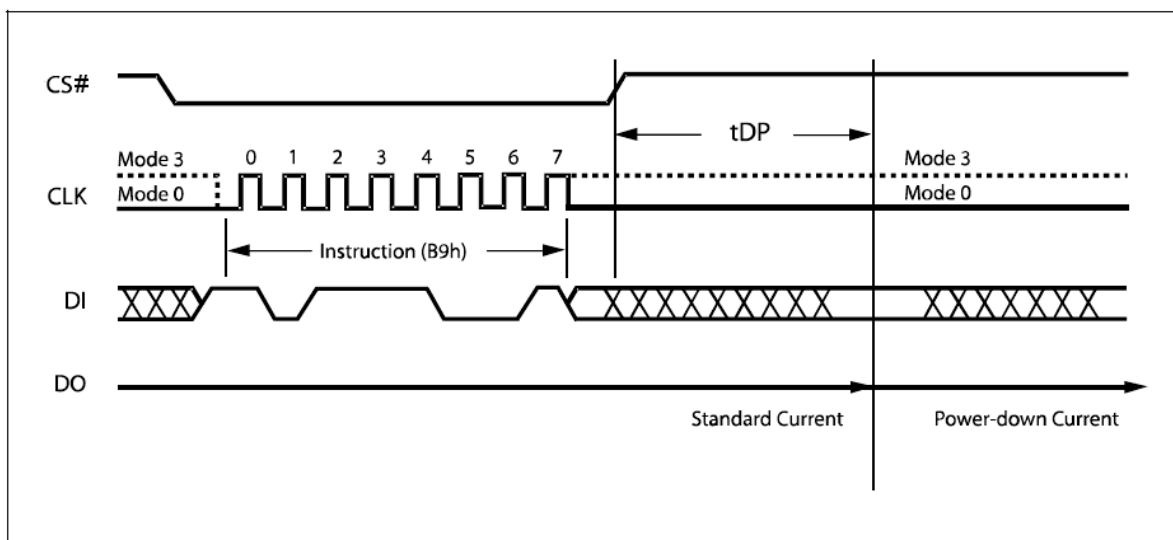 CS#
tDP
Mode 3
0 1 2 3 4 5 6 7
Mode 3
CLK
Mode 0
Mode 0
Instruction (B9h)
DI
DO
Standard Current
Power-down Current